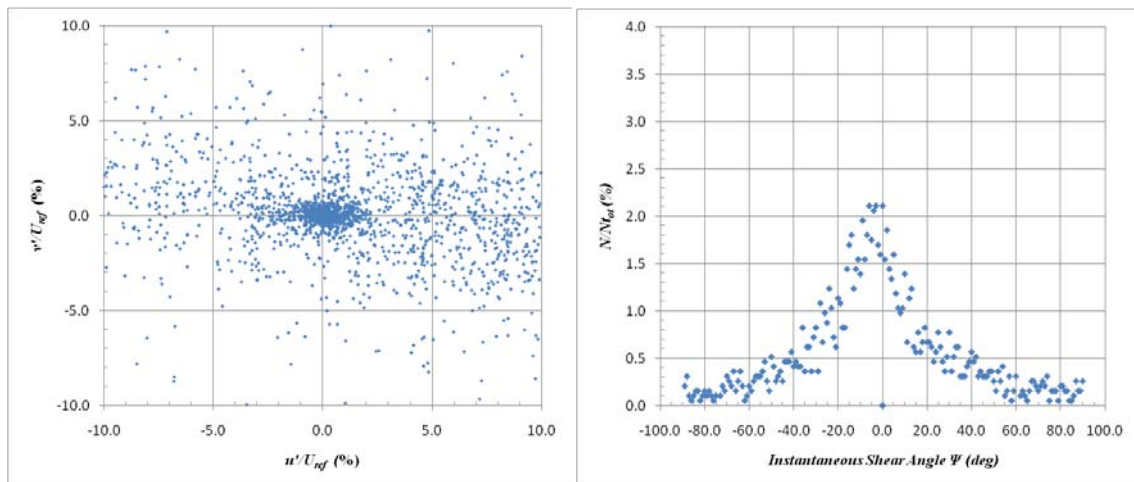 10.0
5.0
0.0
-5.0
-10.0
v'/U_ref (%)
-10.0 -5.0 0.0 5.0 10.0
u'/U_ref (%)
4.0
3.5
3.0
2.5
2.0
1.5
1.0
0.5
0.0
N/Nt_ot (%)
-100.0 -80.0 -60.0 -40.0 -20.0 0.0 20.0 40.0 60.0 80.0 100.0
Instantaneous Shear Angle Ψ (deg)